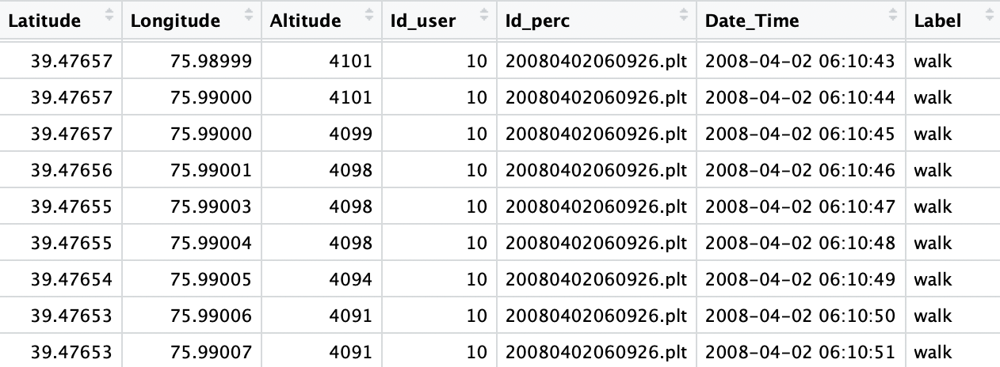 Latitude Longitude Altitude Id_user Id_perc Date_Time Label
39.47657 75.98999 4101 10 20080402060926.plt 2008-04-02 06:10:43 walk
39.47657 75.99000 4101 10 20080402060926.plt 2008-04-02 06:10:44 walk
39.47657 75.99000 4099 10 20080402060926.plt 2008-04-02 06:10:45 walk
39.47656 75.99001 4098 10 20080402060926.plt 2008-04-02 06:10:46 walk
39.47655 75.99003 4098 10 20080402060926.plt 2008-04-02 06:10:47 walk
39.47655 75.99004 4098 10 20080402060926.plt 2008-04-02 06:10:48 walk
39.47654 75.99005 4094 10 20080402060926.plt 2008-04-02 06:10:49 walk
39.47653 75.99006 4091 10 20080402060926.plt 2008-04-02 06:10:50 walk
39.47653 75.99007 4091 10 20080402060926.plt 2008-04-02 06:10:51 walk